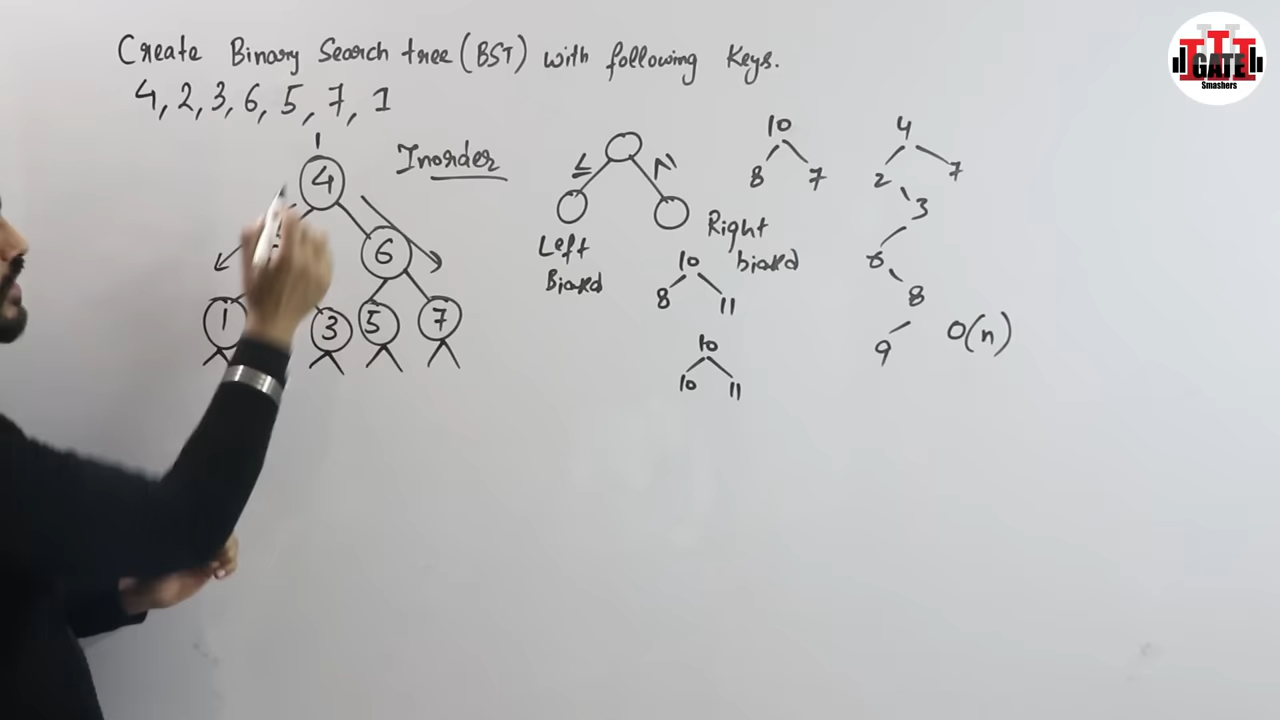 Create Binary Search tree (BST) with following Keys.
4, 2, 3, 6, 5, 7, 1
Inorder
4
6
1 3 5 7
≤ >
Left
Biased
Right
biased
10
8 7
10
8 11
10
10 11
4
2 7
3
6
8
9
O(n)
GATE
Smashers